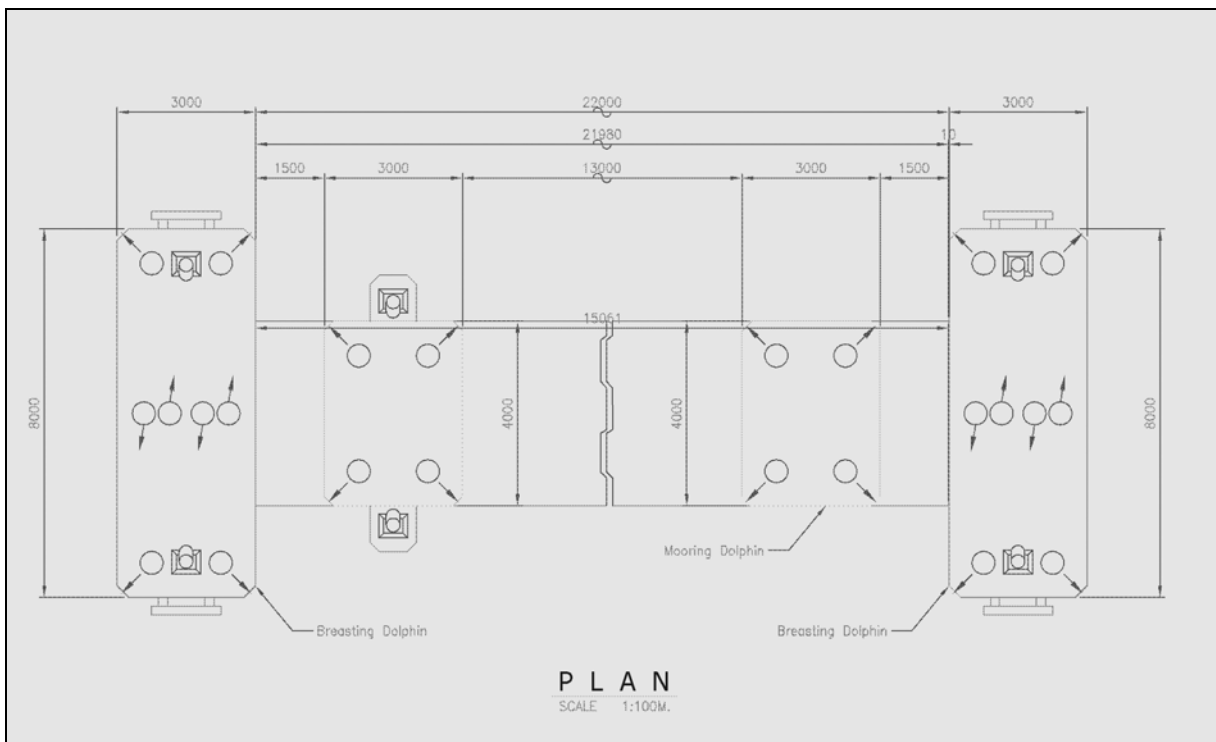 3000 22000 3000
21980 10
1500 3000 13000 3000 1500
15061
8000 4000 4000 8000
Mooring Dolphin
Breasting Dolphin Breasting Dolphin
PLAN
SCALE 1:100M.